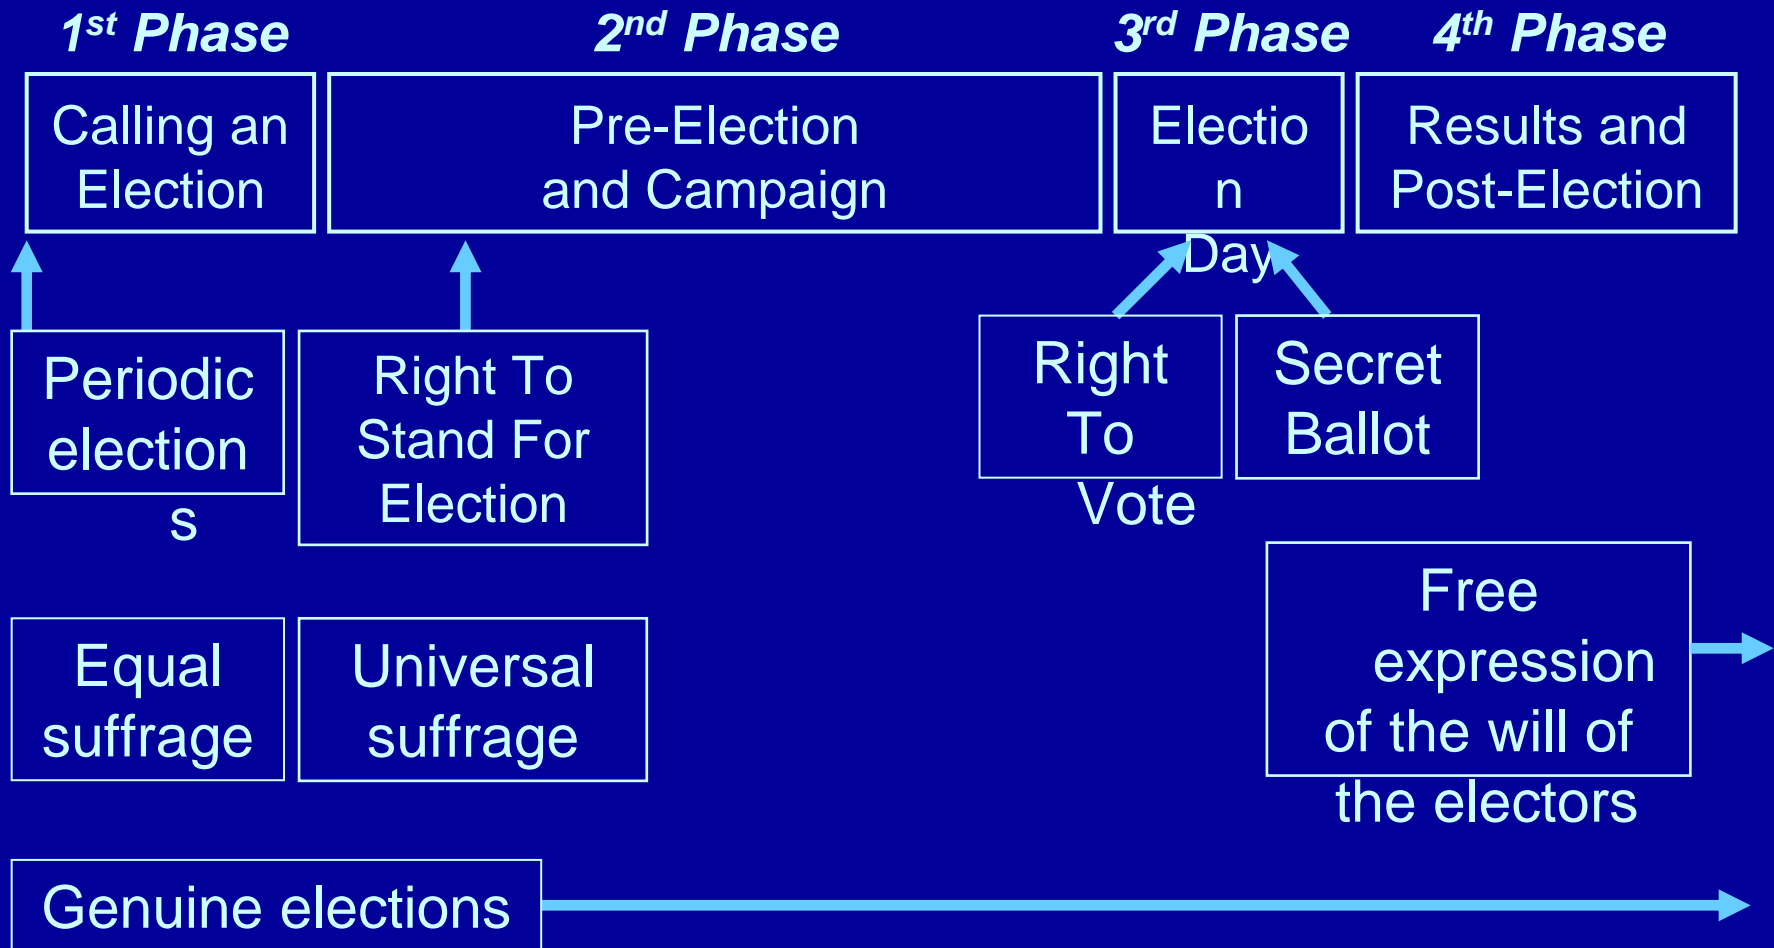 1st Phase
2nd Phase
3rd Phase
4th Phase
Calling an
Election
Pre-Election
and Campaign
Electio
n
Day
Results and
Post-Election
Periodic
election
s
Right To
Stand For
Election
Right
To
Vote
Secret
Ballot
Equal
suffrage
Universal
suffrage
Free
expression
of the will of
the electors
Genuine elections